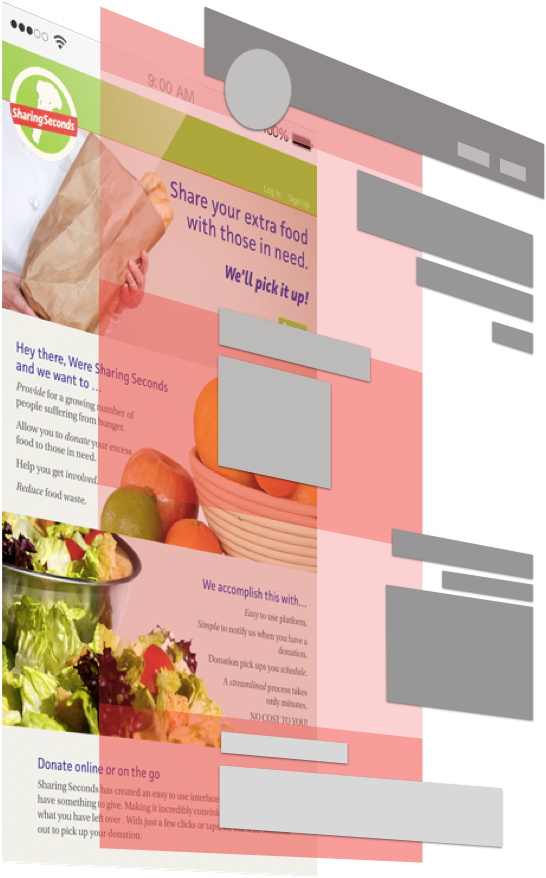 9:00 AM
100%
SharingSeconds
Log in Sign Up
Share your extra food
with those in need.
We'll pick it up!
Hey there, Were Sharing Seconds
and we want to ...
Provide for a growing number of
people suffering from hunger.
Allow you to donate your excess
food to those in need.
Help you get involved.
Reduce food waste.
We accomplish this with...
Easy to use platform.
Simple to notify us when you have a
donation.
Donation pick ups you schedule.
A streamlined process takes
only minutes.
NO COST TO YOU!
Donate online or on the go
Sharing Seconds has created an easy to use interface
have something to give. Making it incredibly
what you have left over . With just a few clicks or taps
out to pick up your donation.